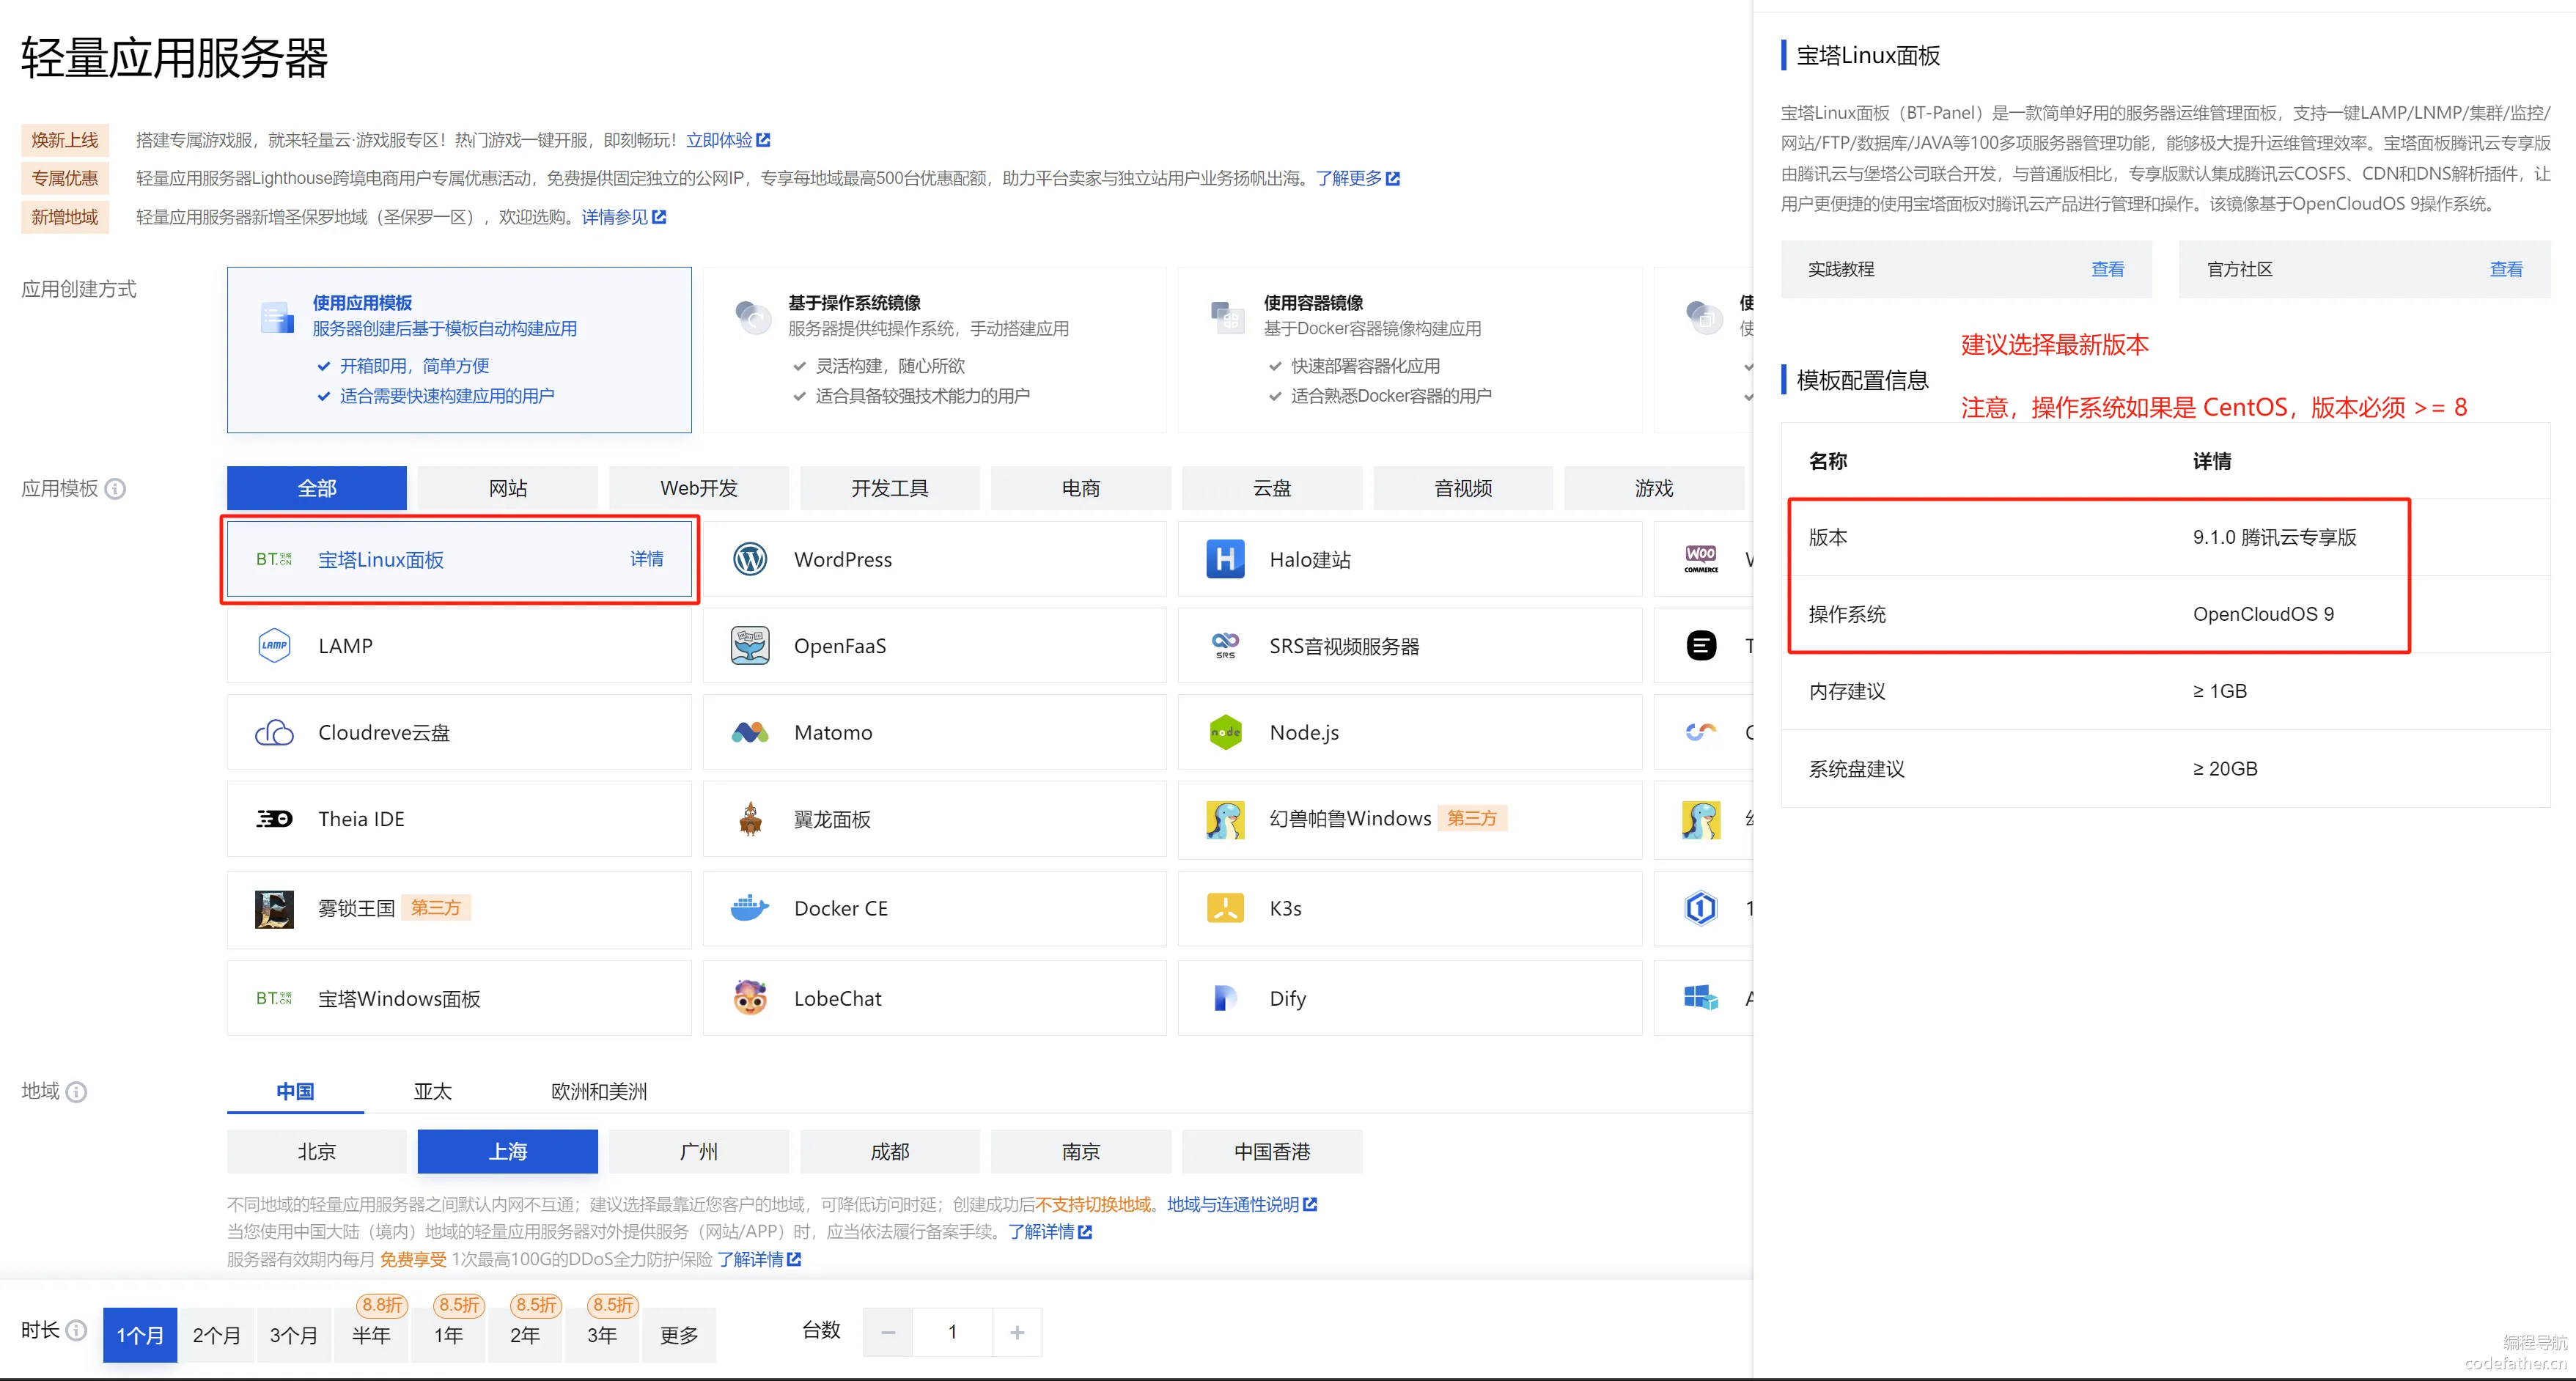 轻量应用服务器
焕新上线 搭建专属游戏服，就来轻量云·游戏服专区！热门游戏一键开服，即刻畅玩！立即体验
专属优惠 轻量应用服务器Lighthouse跨境电商用户专属优惠活动，免费提供固定独立的公网IP，专享每地域最高500台优惠配额，助力平台卖家与独立站用户业务扬帆出海。了解更多
新增地域 轻量应用服务器新增圣保罗地域（圣保罗一区），欢迎选购。详情参见
应用创建方式
使用应用模板
服务器创建后基于模板自动构建应用
开箱即用，简单方便
适合需要快速构建应用的用户
基于操作系统镜像
服务器提供纯操作系统，手动搭建应用
灵活构建，随心所欲
适合具备较强技术能力的用户
使用容器镜像
基于Docker容器镜像构建应用
快速部署容器化应用
适合熟悉Docker容器的用户
使
使
应用模板
全部 网站 Web开发 开发工具 电商 云盘 音视频 游戏
BT.CN 宝塔 宝塔Linux面板 详情 WordPress H Halo建站 WOO COMMERCE
LAMP LAMP OpenFaaS SRS SRS音视频服务器 T
Cloudreve云盘 Matomo node Node.js
Theia IDE 翼龙面板 幻兽帕鲁Windows 第三方
雾锁王国 第三方 Docker CE K3s 1
BT.CN 宝塔 宝塔Windows面板 LobeChat Dify A
地域
中国 亚太 欧洲和美洲
北京 上海 广州 成都 南京 中国香港
不同地域的轻量应用服务器之间默认内网不互通；建议选择最靠近您客户的地域，可降低访问时延；创建成功后不支持切换地域。地域与连通性说明
当您使用中国大陆（境内）地域的轻量应用服务器对外提供服务（网站/APP）时，应当依法履行备案手续。了解详情
服务器有效期内每月 免费享受 1次最高100G的DDoS全力防护保险 了解详情
8.8折 8.5折 8.5折 8.5折
时长 1个月 2个月 3个月 半年 1年 2年 3年 更多 台数 − 1 +
宝塔Linux面板
宝塔Linux面板（BT-Panel）是一款简单好用的服务器运维管理面板，支持一键LAMP/LNMP/集群/监控/
网站/FTP/数据库/JAVA等100多项服务器管理功能，能够极大提升运维管理效率。宝塔面板腾讯云专享版
由腾讯云与堡塔公司联合开发，与普通版相比，专享版默认集成腾讯云COSFS、CDN和DNS解析插件，让
用户更便捷的使用宝塔面板对腾讯云产品进行管理和操作。该镜像基于OpenCloudOS 9操作系统。
实践教程 查看 官方社区 查看
建议选择最新版本
模板配置信息
注意，操作系统如果是 CentOS，版本必须 >= 8
名称 详情
版本 9.1.0 腾讯云专享版
操作系统 OpenCloudOS 9
内存建议 ≥ 1GB
系统盘建议 ≥ 20GB
编程导航
codefather.cn